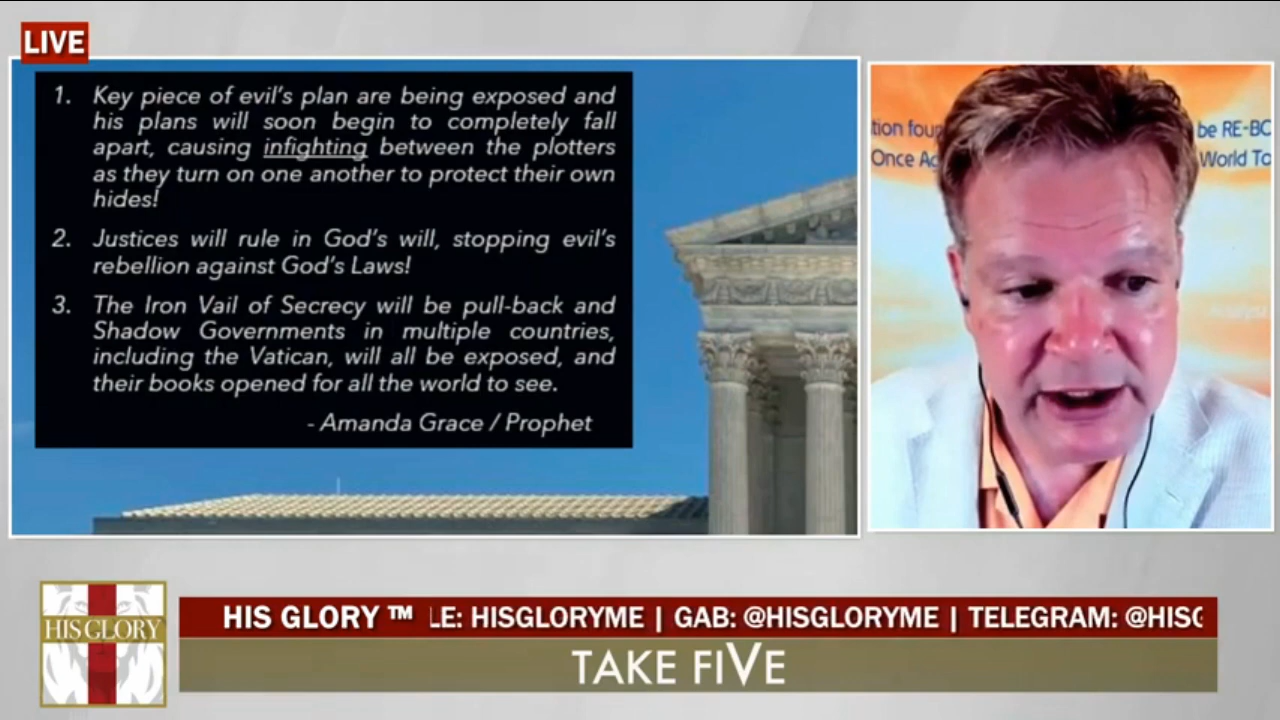 LIVE
1. Key piece of evil's plan are being exposed and
his plans will soon begin to completely fall
apart, causing infighting between the plotters
as they turn on one another to protect their own
hides!
2. Justices will rule in God's will, stopping evil's
rebellion against God's Laws!
3. The Iron Vail of Secrecy will be pull-back and
Shadow Governments in multiple countries,
including the Vatican, will all be exposed, and
their books opened for all the world to see.
- Amanda Grace / Prophet
be RE-BC
Once
World To
HIS GLORY
HIS GLORY ™ LE: HISGLORYME | GAB: @HISGLORYME | TELEGRAM: @HISG
TAKE FIVE